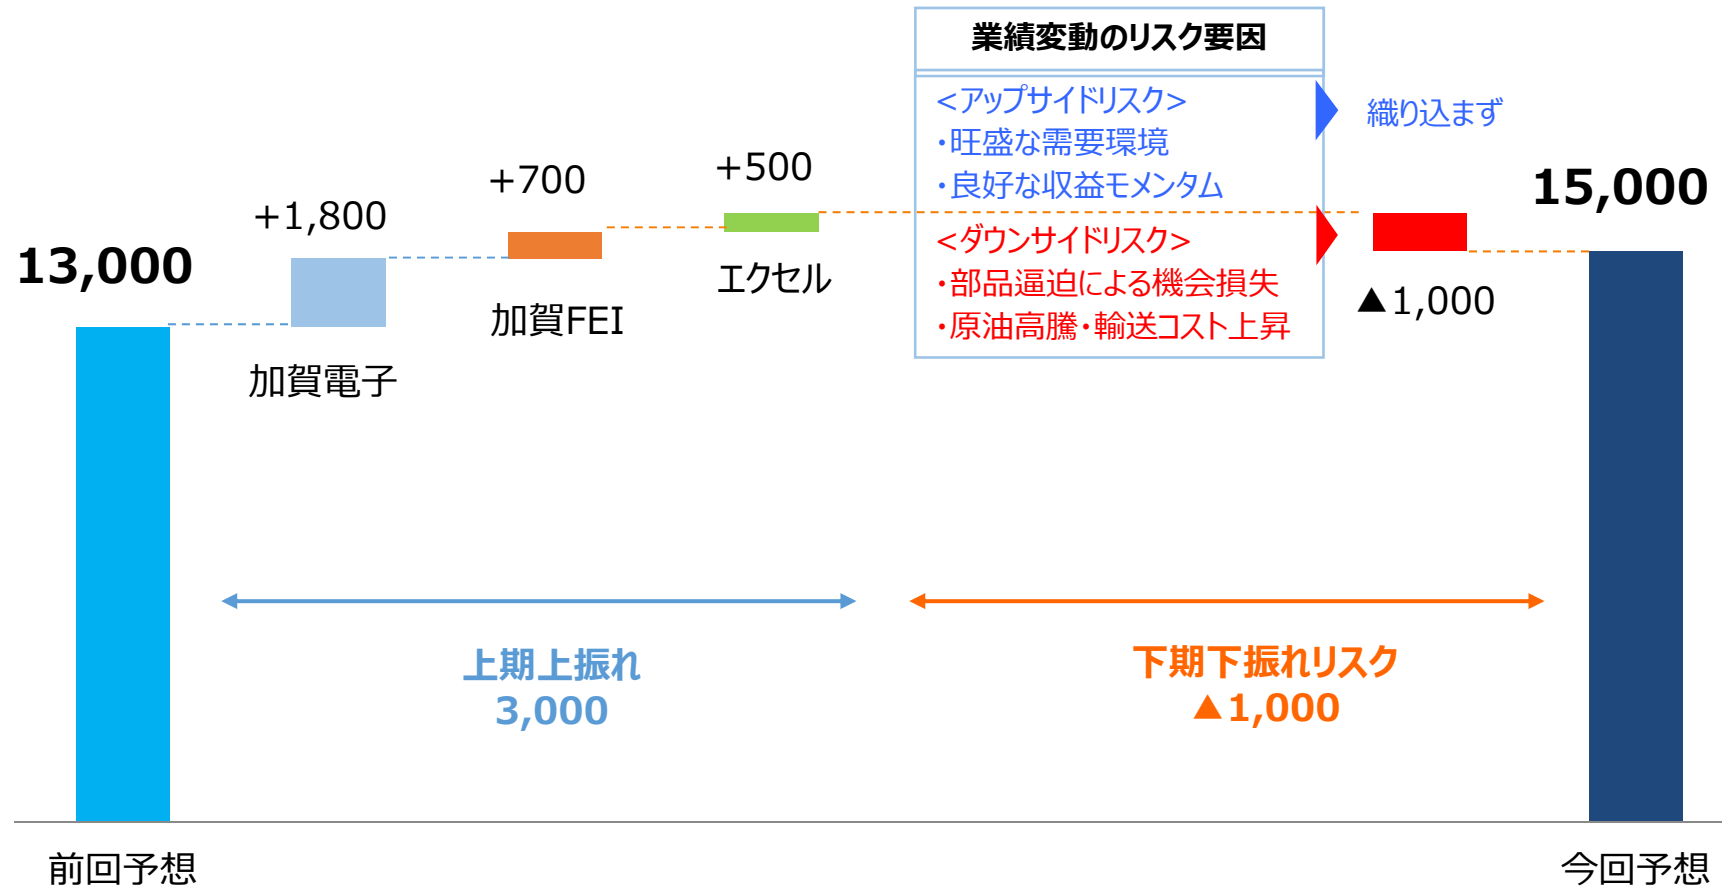 業績変動のリスク要因
<アップサイドリスク>
・旺盛な需要環境
・良好な収益モメンタム
織り込まず
<ダウンサイドリスク>
・部品逼迫による機会損失
・原油高騰・輸送コスト上昇
13,000
+1,800
加賀電子
+700
加賀FEI
+500
エクセル
▲1,000
15,000
上期上振れ
3,000
下期下振れリスク
▲1,000
前回予想
今回予想